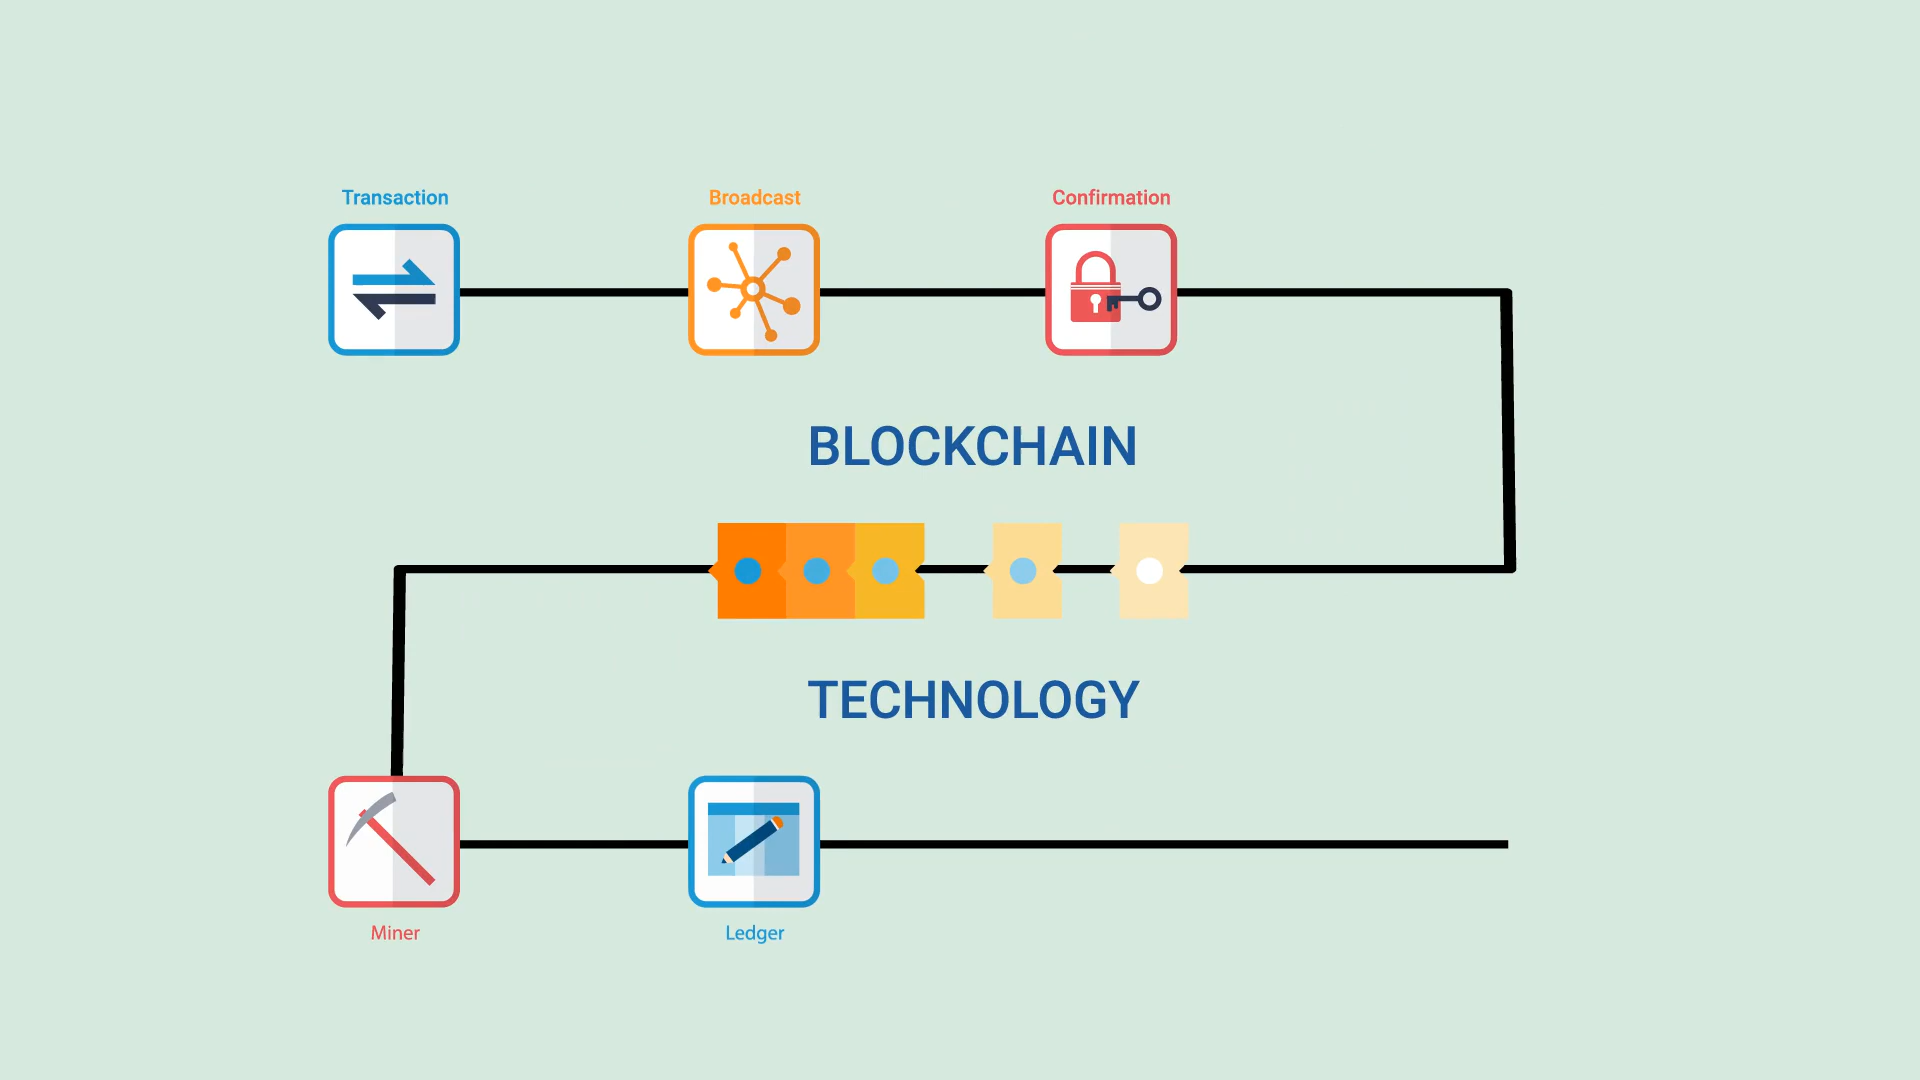 Transaction
Broadcast
Confirmation
BLOCKCHAIN
TECHNOLOGY
Miner
Ledger